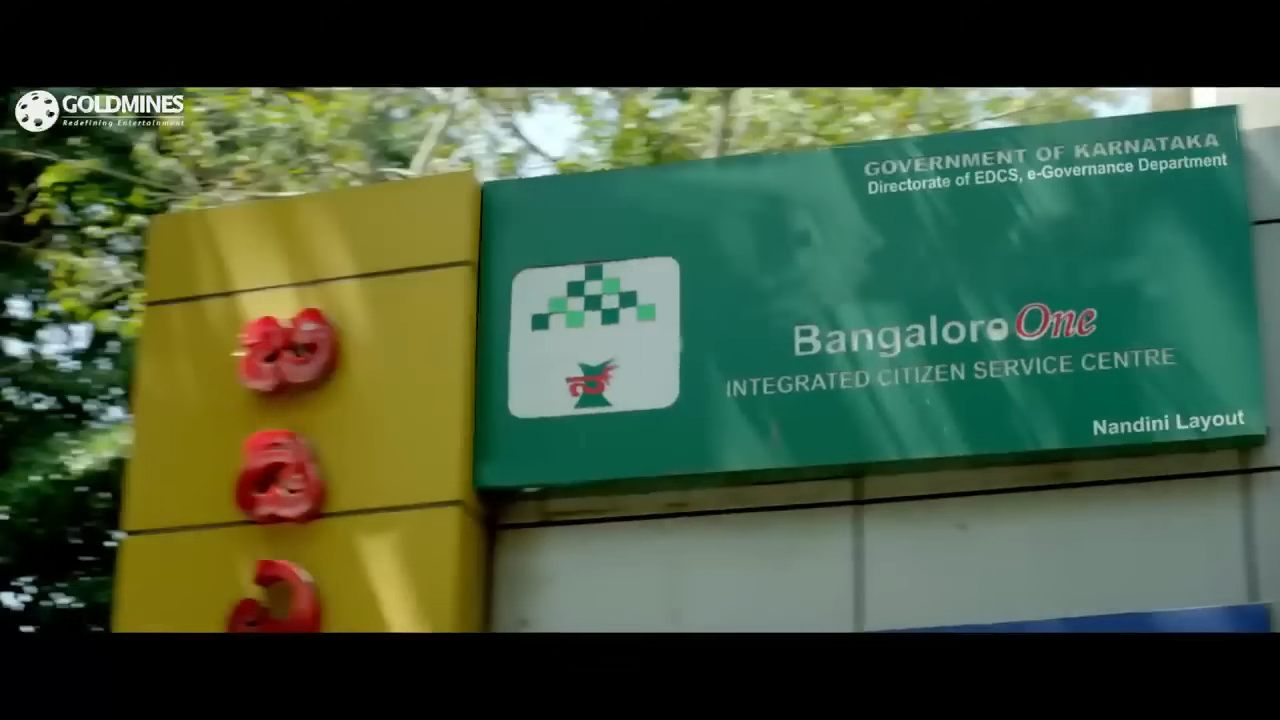 GOLDMINES
Redefining Entertainment
GOVERNMENT OF KARNATAKA
Directorate of EDCS, e-Governance Department
Bangalore One
INTEGRATED CITIZEN SERVICE CENTRE
Nandini Layout